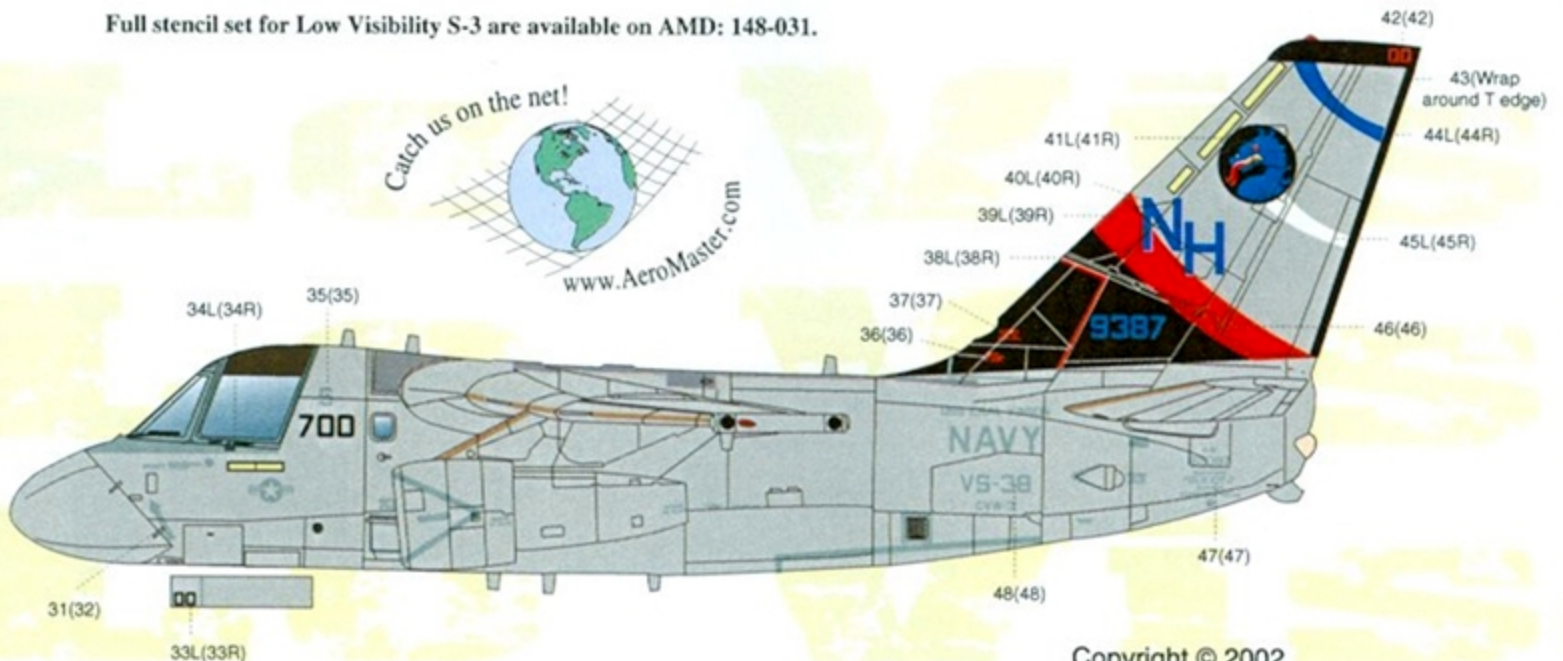 Full stencil set for Low Visibility S-3 are available on AMD: 148-031.
42(42)
Catch us on the net!
43(Wrap
around T edge)
41L(41R)
44L(44R)
40L(40R)
39L(39R)
NH
38L(38R)
45L(45R)
www.AeroMaster.com
34L(34R)
35(35)
37(37)
36(36)
9387
46(46)
00
700
NAVY
VS-38
47(47)
48(48)
31(32)
00
33L(33R)
Copyright © 2002